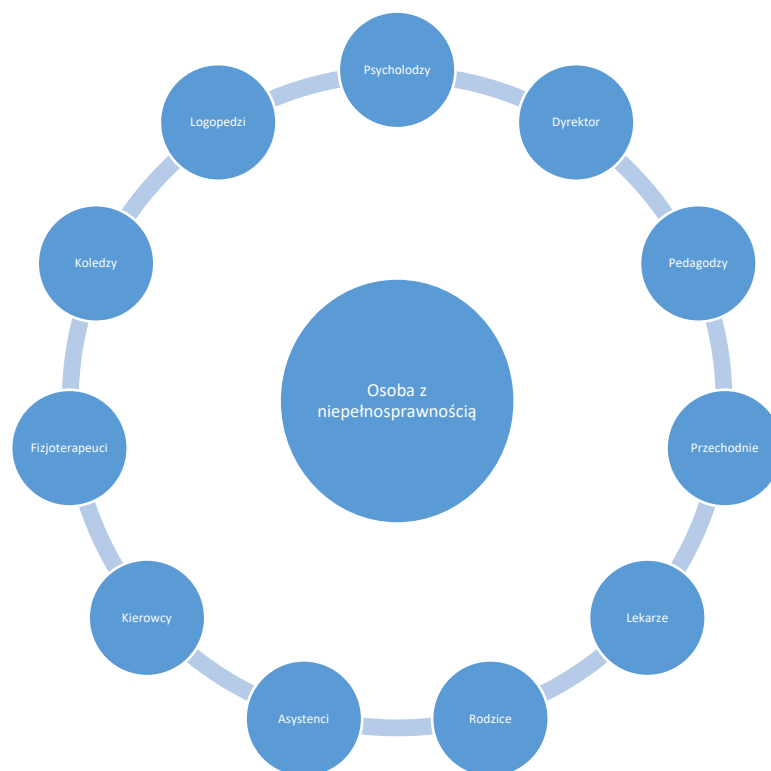 Psycholodzy
Dyrektor
Pedagodzy
Przechodnie
Lekarze
Rodzice
Asystenci
Kierowcy
Fizjoterapeuci
Koledzy
Logopedzi
Osoba z
niepełnosprawnością